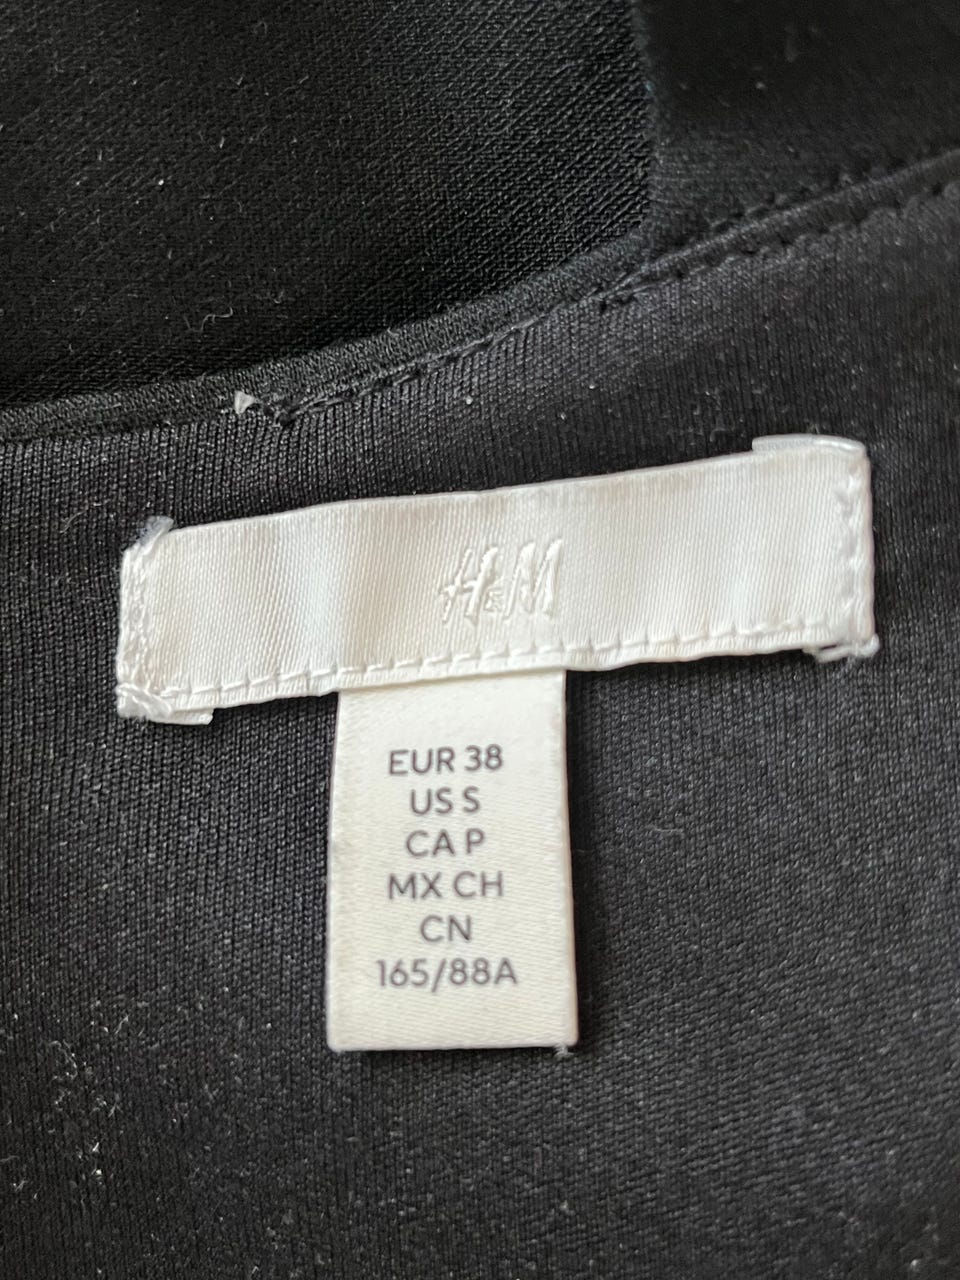 H&M
EUR 38
US S
CA P
MX CH
CN
165/88A